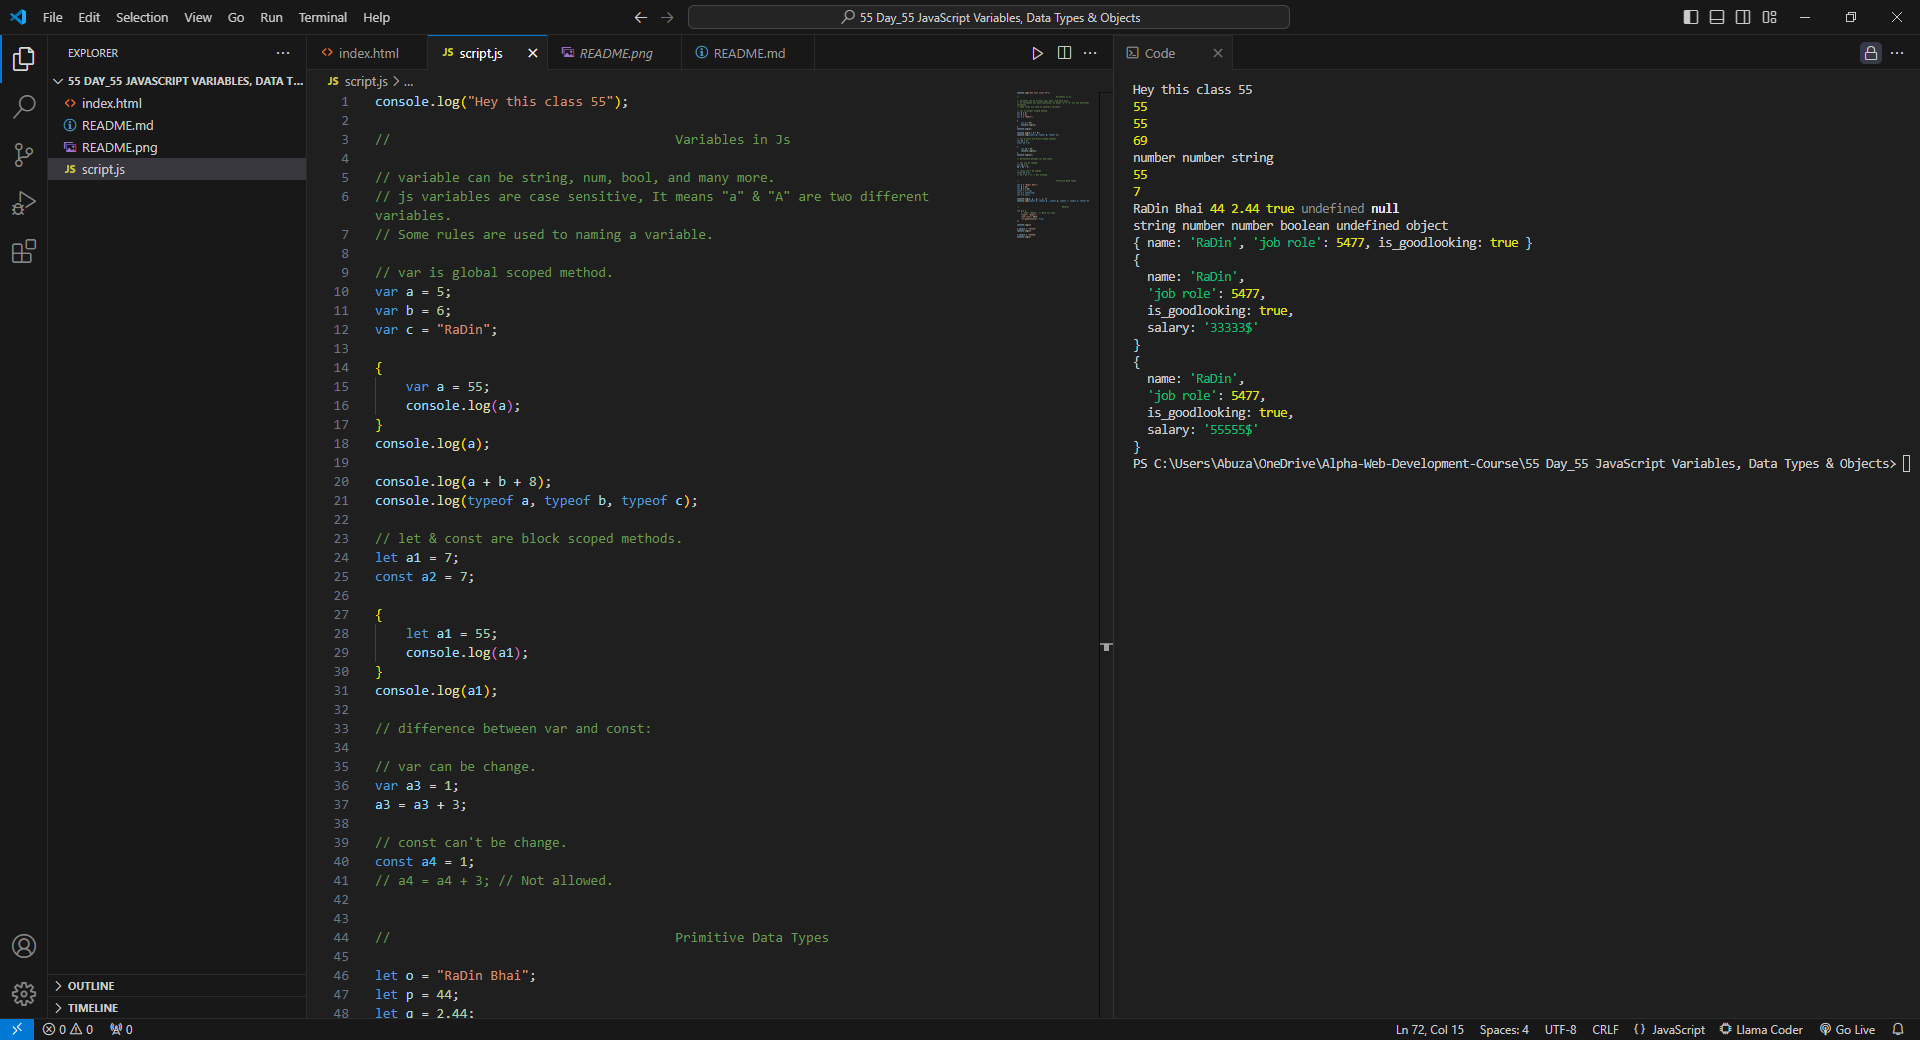 File Edit Selection View Go Run Terminal Help
55 Day_55 JavaScript Variables, Data Types & Objects
EXPLORER
55 DAY_55 JAVASCRIPT VARIABLES, DATA T...
index.html
README.md
README.png
JS script.js
OUTLINE
TIMELINE
index.html
JS script.js
README.png
README.md
JS script.js > ...
1 console.log("Hey this class 55");
2
3 // Variables in Js
4
5 // variable can be string, num, bool, and many more.
6 // js variables are case sensitive, It means "a" & "A" are two different
variables.
7 // Some rules are used to naming a variable.
8
9 // var is global scoped method.
10 var a = 5;
11 var b = 6;
12 var c = "RaDin";
13
14 {
15 var a = 55;
16 console.log(a);
17 }
18 console.log(a);
19
20 console.log(a + b + 8);
21 console.log(typeof a, typeof b, typeof c);
22
23 // let & const are block scoped methods.
24 let a1 = 7;
25 const a2 = 7;
26
27 {
28 let a1 = 55;
29 console.log(a1);
30 }
31 console.log(a1);
32
33 // difference between var and const:
34
35 // var can be change.
36 var a3 = 1;
37 a3 = a3 + 3;
38
39 // const can't be change.
40 const a4 = 1;
41 // a4 = a4 + 3; // Not allowed.
42
43
44 // Primitive Data Types
45
46 let o = "RaDin Bhai";
47 let p = 44;
48 let q = 2.44;
Code
Hey this class 55
55
55
69
number number string
55
7
RaDin Bhai 44 2.44 true undefined null
string number number boolean undefined object
{ name: 'RaDin', 'job role': 5477, is_goodlooking: true }
{
name: 'RaDin',
'job role': 5477,
is_goodlooking: true,
salary: '33333$'
}
{
name: 'RaDin',
'job role': 5477,
is_goodlooking: true,
salary: '55555$'
}
PS C:\Users\Abuza\OneDrive\Alpha-Web-Development-Course\55 Day_55 JavaScript Variables, Data Types & Objects>
0 0 0
Ln 72, Col 15 Spaces: 4 UTF-8 CRLF {} JavaScript Llama Coder Go Live